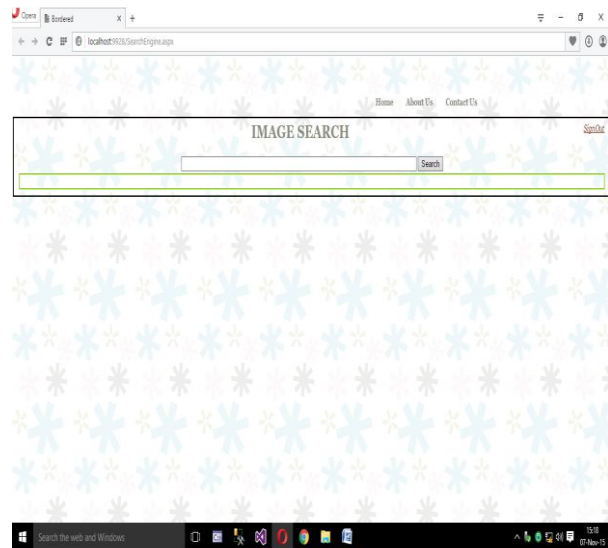 Opera Bordered
localhost:9926/SearchEngine.aspx
Home About Us Contact Us
IMAGE SEARCH
SignOut
Search
Search the web and Windows
15:18
07-Nov-15